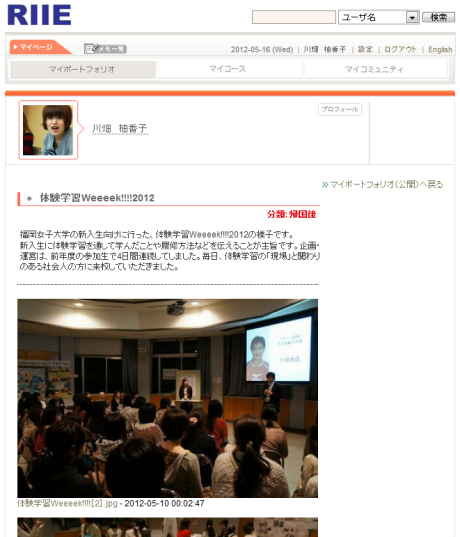 RIIE
ユーザ名
検索
マイページ
メモ一覧
2012-05-16 (Wed) | 川畑 柚香子 | 設定 | ログアウト | English
マイポートフォリオ
マイコース
マイコミュニティ
プロフィール
川畑 柚香子
マイポートフォリオ(公開)へ戻る
体験学習Weeeek!!!!2012
分類: 帰国後
福岡女子大学の新入生向けに行った、体験学習Weeeek!!!!2012の様子です。
新入生に体験学習を通して学んだことや履修方法などを伝えることが主旨です。企画・
運営は、前年度の参加生で4日間連続してしました。毎日、体験学習の「現場」と関わり
のある社会人の方に来校していただきました。
体験学習Weeeek!!!![2].jpg - 2012-05-10 00:02:47